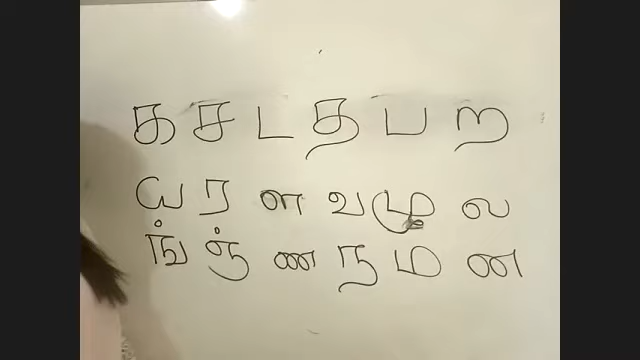 க ச ட த ப ற
ய ர ள வ ழ ல
ங் ஞ் ண ந ம ன